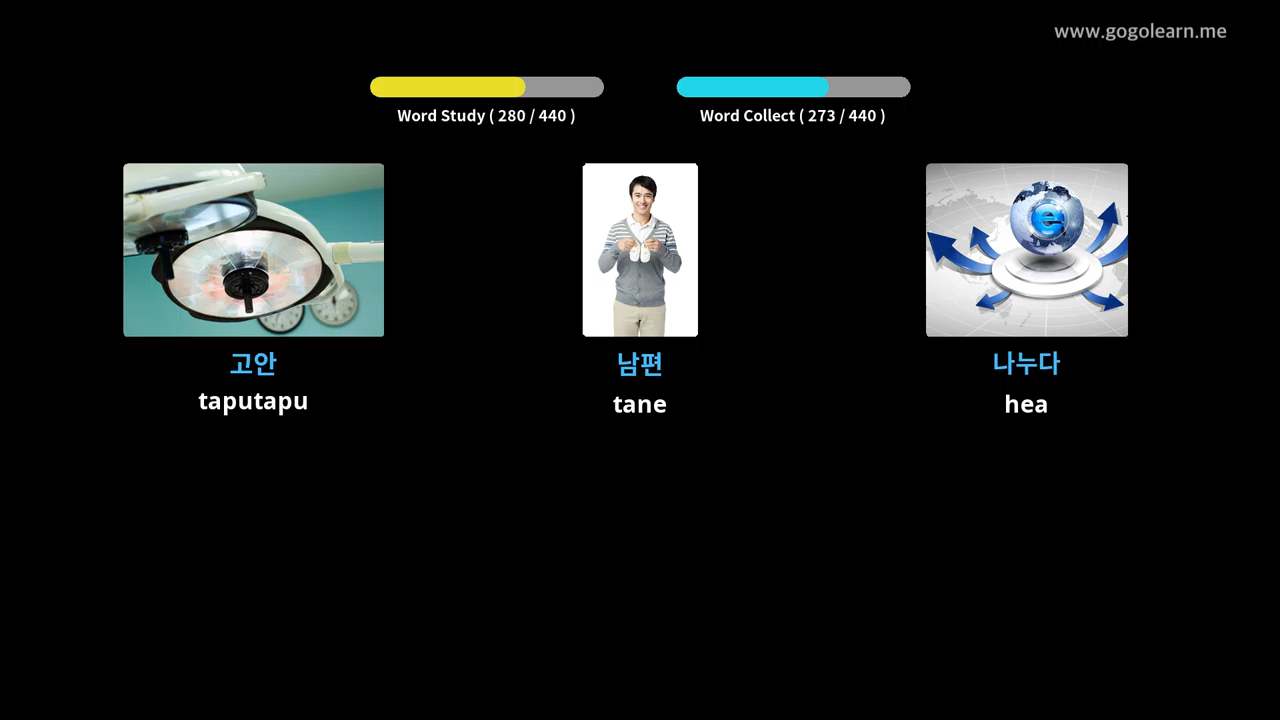 www.gogolearn.me
Word Study ( 280 / 440 )
Word Collect ( 273 / 440 )
고안
taputapu
남편
tane
나누다
hea